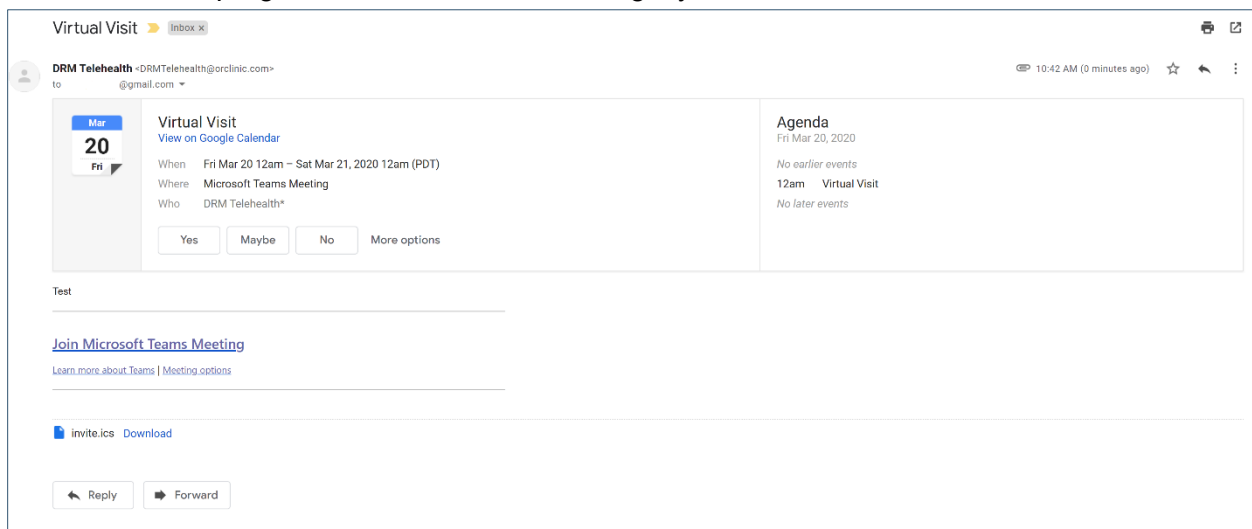 Virtual Visit Inbox x
DRM Telehealth <DRMTelehealth@orclinic.com> 10:42 AM (0 minutes ago)
to @gmail.com
Mar
20
Fri
Virtual Visit
View on Google Calendar
When Fri Mar 20 12am – Sat Mar 21, 2020 12am (PDT)
Where Microsoft Teams Meeting
Who DRM Telehealth*
Yes Maybe No More options
Agenda
Fri Mar 20, 2020
No earlier events
12am Virtual Visit
No later events
Test
Join Microsoft Teams Meeting
Learn more about Teams | Meeting options
invite.ics Download
Reply Forward